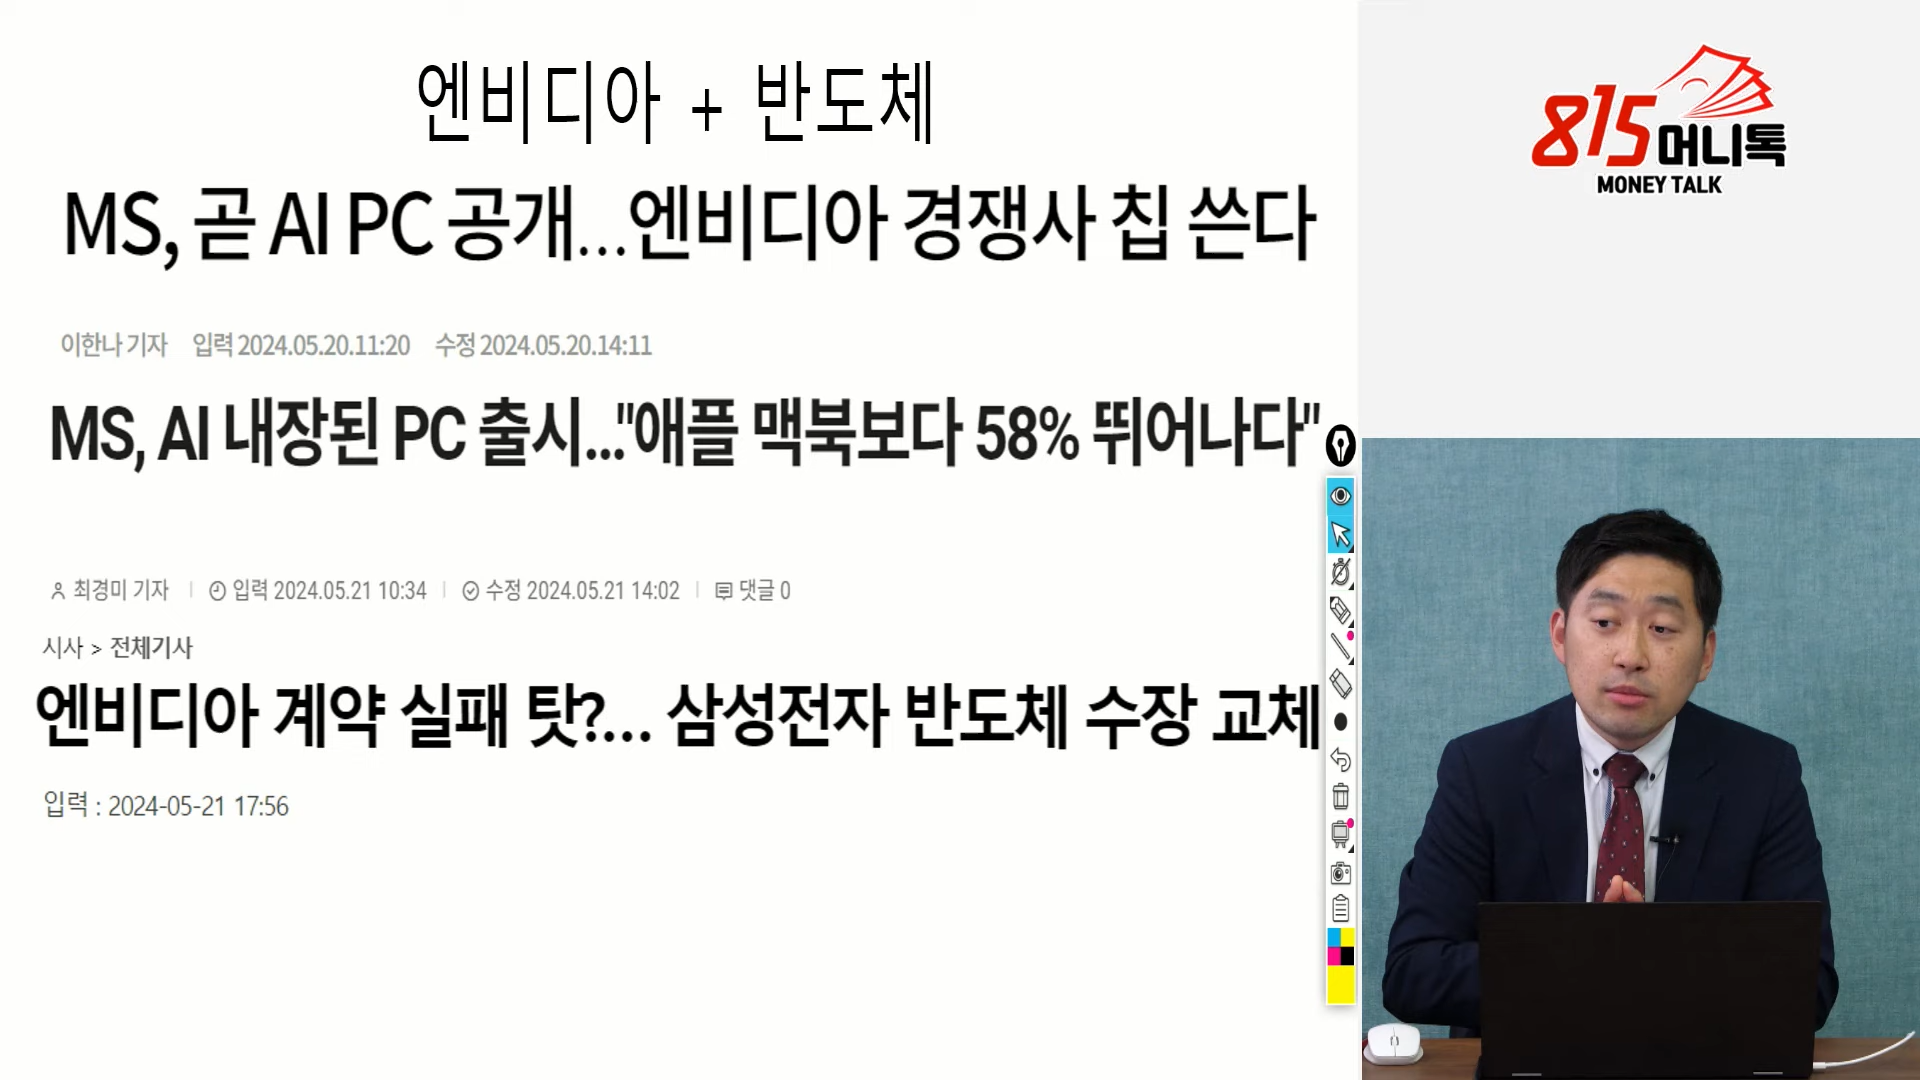 엔비디아 + 반도체
MS, 곧 AI PC 공개...엔비디아 경쟁사 칩 쓴다
이한나 기자 입력 2024.05.20.11:20 수정 2024.05.20.14:11
MS, AI 내장된 PC 출시..."애플 맥북보다 58% 뛰어나다"
최경미 기자 입력 2024.05.21 10:34 수정 2024.05.21 14:02 댓글 0
시사 > 전체기사
엔비디아 계약 실패 탓?... 삼성전자 반도체 수장 교체
입력 : 2024-05-21 17:56
815머니톡
MONEY TALK